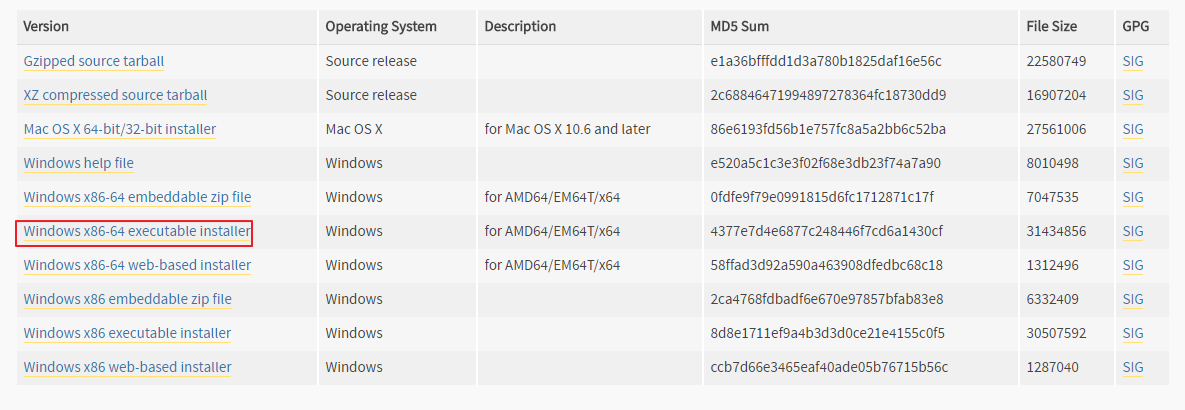 Version Operating System Description MD5 Sum File Size GPG
Gzipped source tarball Source release e1a36bfffdd1d3a780b1825daf16e56c 22580749 SIG
XZ compressed source tarball Source release 2c68846471994897278364fc18730dd9 16907204 SIG
Mac OS X 64-bit/32-bit installer Mac OS X for Mac OS X 10.6 and later 86e6193fd56b1e757fc8a5a2bb6c52ba 27561006 SIG
Windows help file Windows e520a5c1c3e3f02f68e3db23f74a7a90 8010498 SIG
Windows x86-64 embeddable zip file Windows for AMD64/EM64T/x64 0fdfe9f79e0991815d6fc1712871c17f 7047535 SIG
Windows x86-64 executable installer Windows for AMD64/EM64T/x64 4377e7d4e6877c248446f7cd6a1430cf 31434856 SIG
Windows x86-64 web-based installer Windows for AMD64/EM64T/x64 58ffad3d92a590a463908dfedbc68c18 1312496 SIG
Windows x86 embeddable zip file Windows 2ca4768fdbadf6e670e97857bfab83e8 6332409 SIG
Windows x86 executable installer Windows 8d8e1711ef9a4b3d3d0ce21e4155c0f5 30507592 SIG
Windows x86 web-based installer Windows ccb7d66e3465eaf40ade05b76715b56c 1287040 SIG